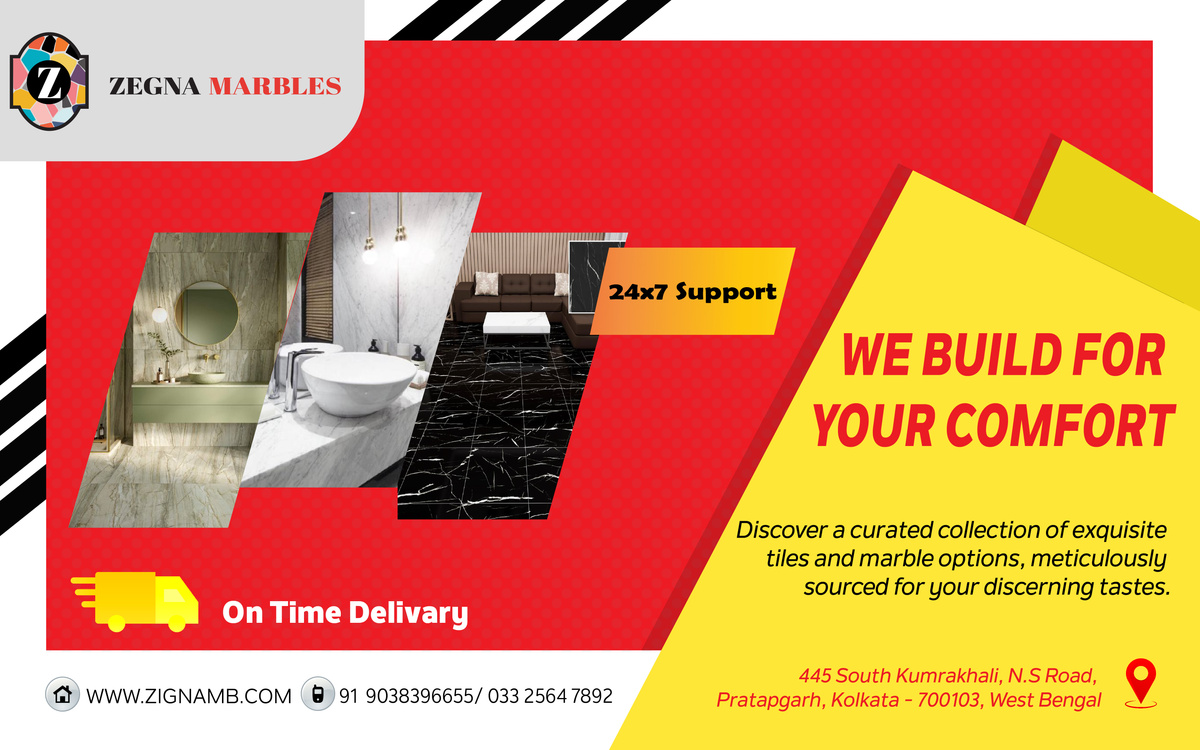 Z
ZEGNA MARBLES
24x7 Support
WE BUILD FOR
YOUR COMFORT
Discover a curated collection of exquisite
tiles and marble options, meticulously
sourced for your discerning tastes.
On Time Delivary
WWW.ZIGNAMB.COM
91 9038396655/ 033 2564 7892
445 South Kumrakhali, N.S Road,
Pratapgarh, Kolkata - 700103, West Bengal